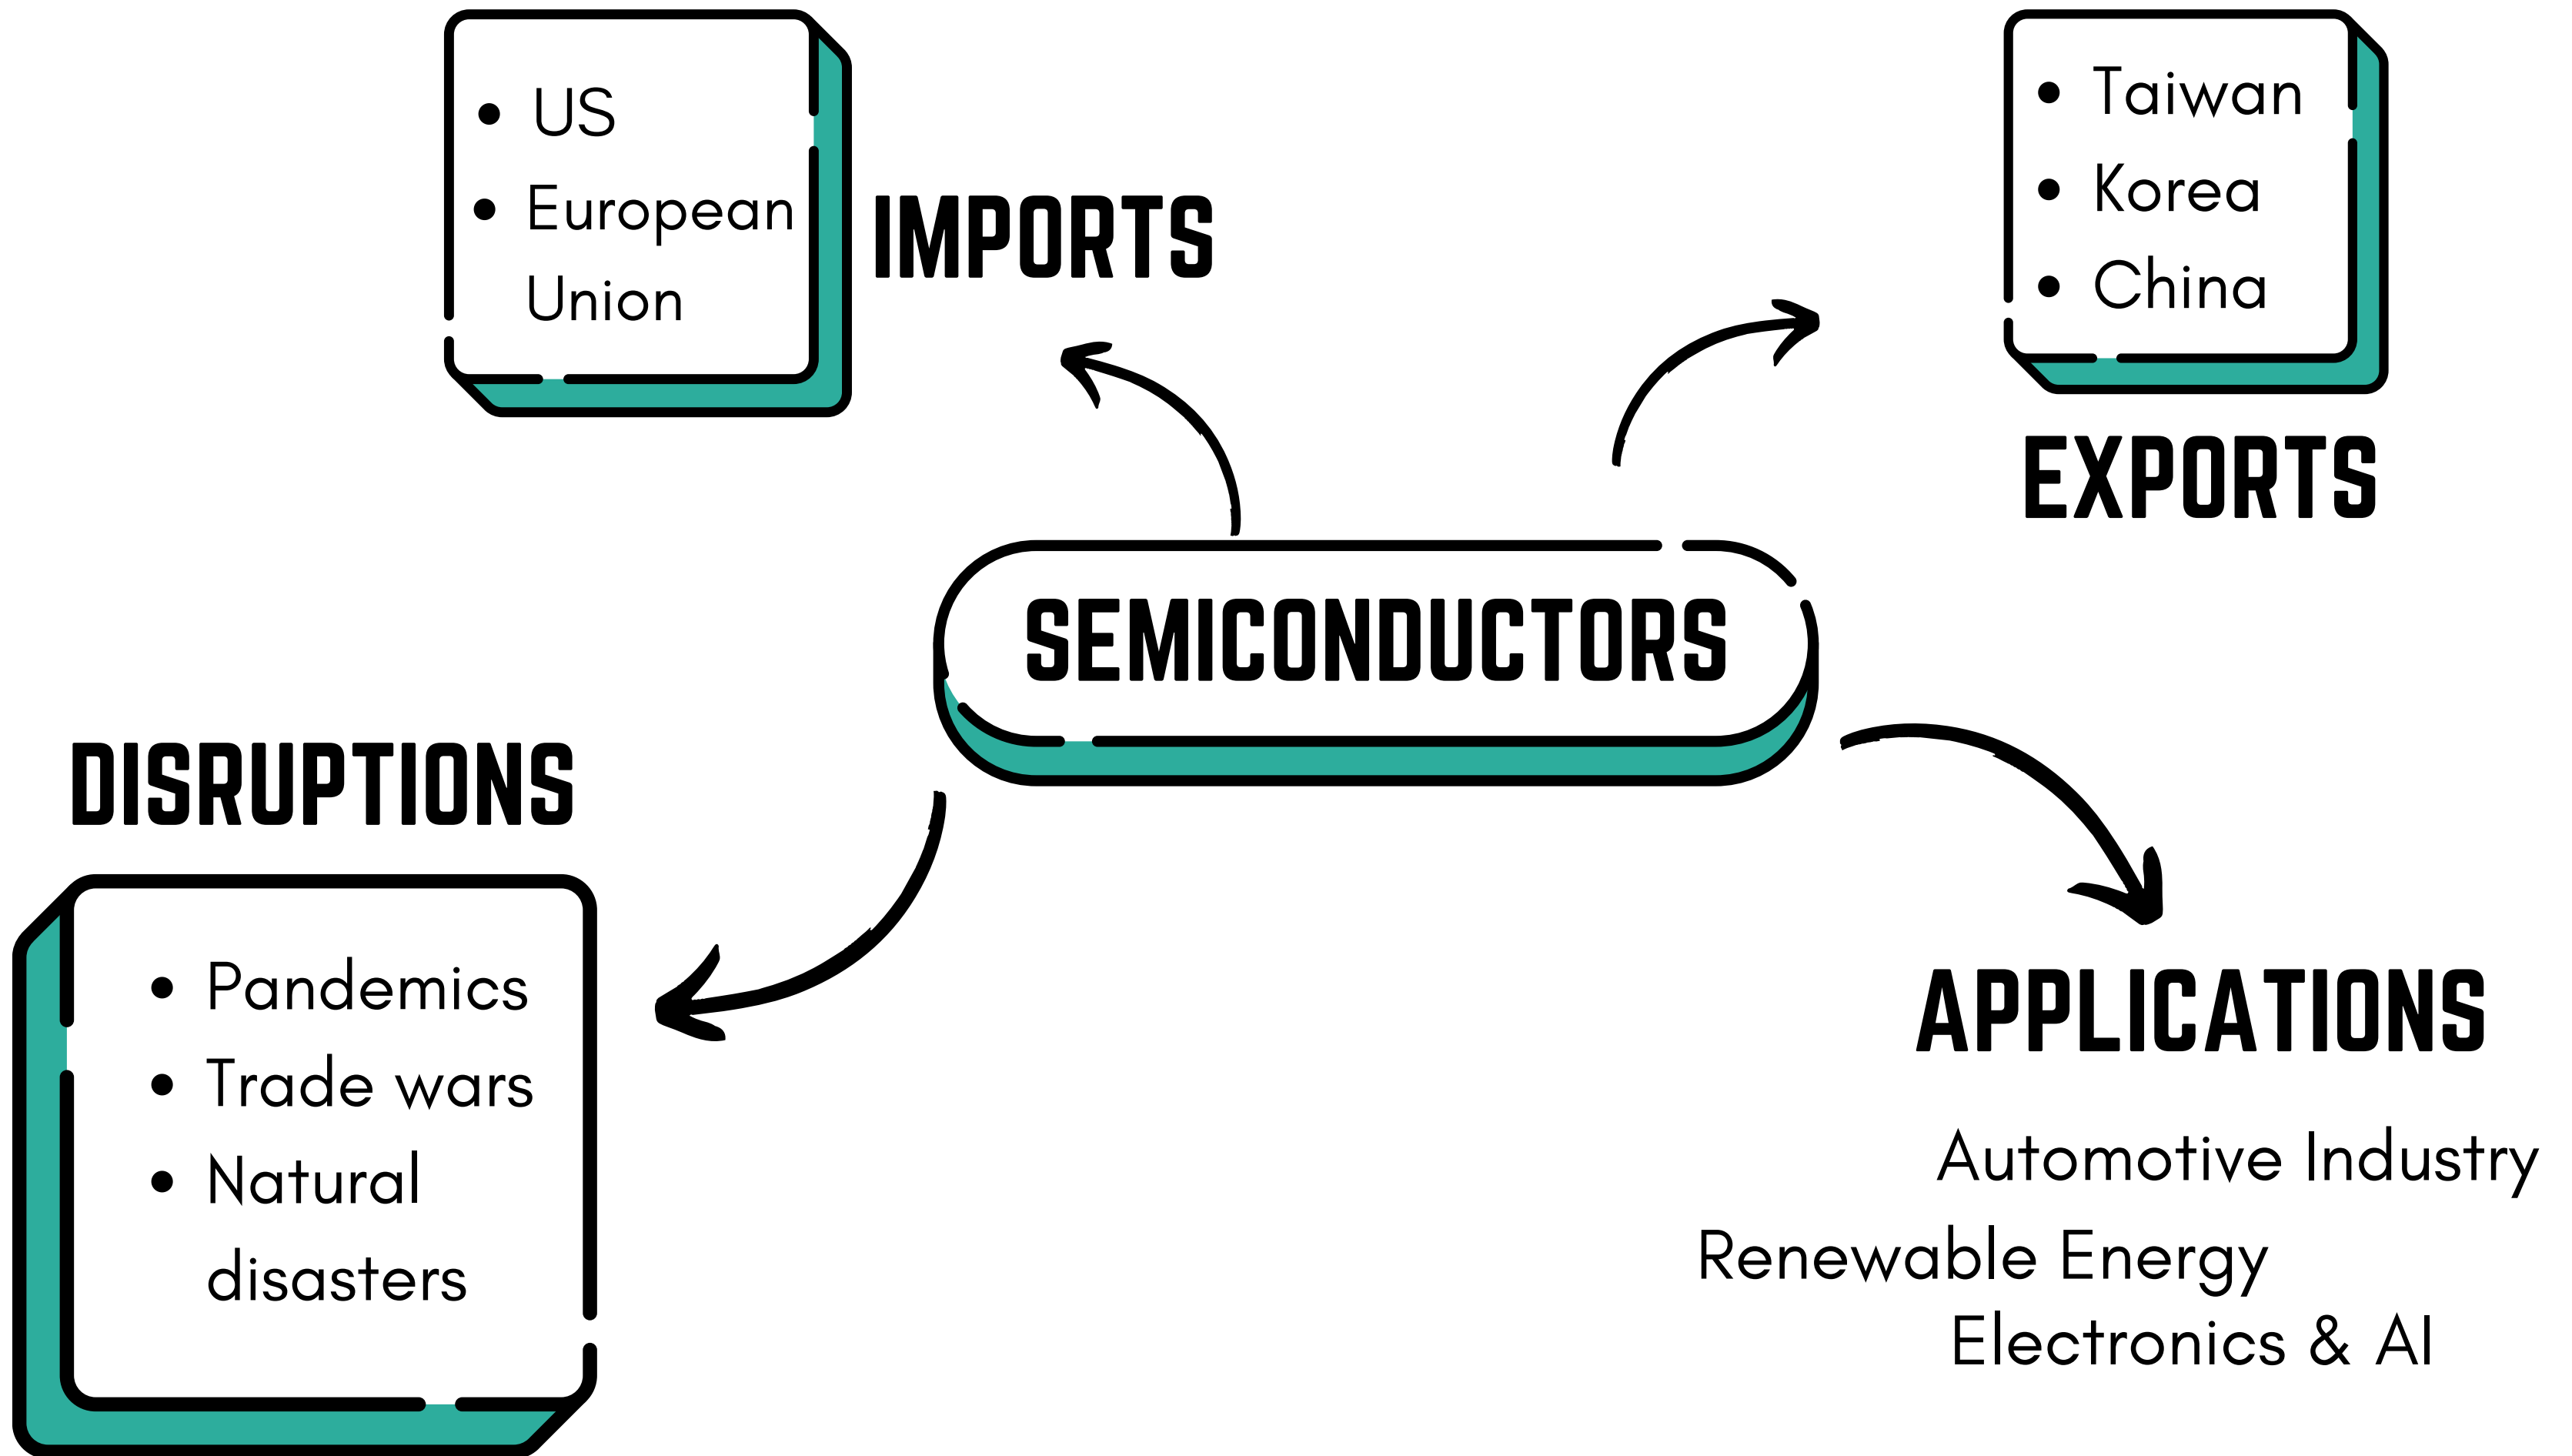 • US
• European
Union
IMPORTS
• Taiwan
• Korea
• China
EXPORTS
SEMICONDUCTORS
DISRUPTIONS
• Pandemics
• Trade wars
• Natural
disasters
APPLICATIONS
Automotive Industry
Renewable Energy
Electronics & AI